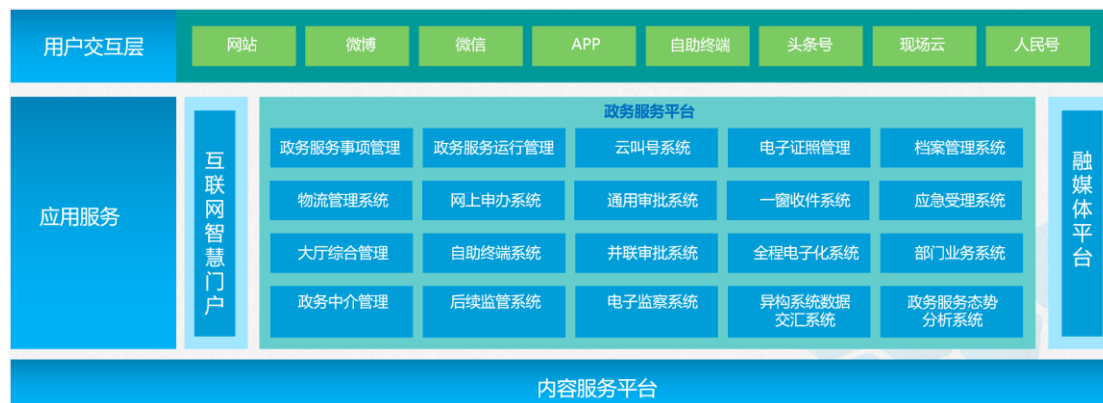 用户交互层
网站
微博
微信
APP
自助终端
头条号
现场云
人民号
应用服务
互联网智慧门户
政务服务平台
政务服务事项管理
政务服务运行管理
云叫号系统
电子证照管理
档案管理系统
物流管理系统
网上申办系统
通用审批系统
一窗收件系统
应急受理系统
大厅综合管理
自助终端系统
并联审批系统
全程电子化系统
部门业务系统
政务中介管理
后续监管系统
电子监察系统
异构系统数据
交汇系统
政务服务态势
分析系统
融媒体平台
内容服务平台